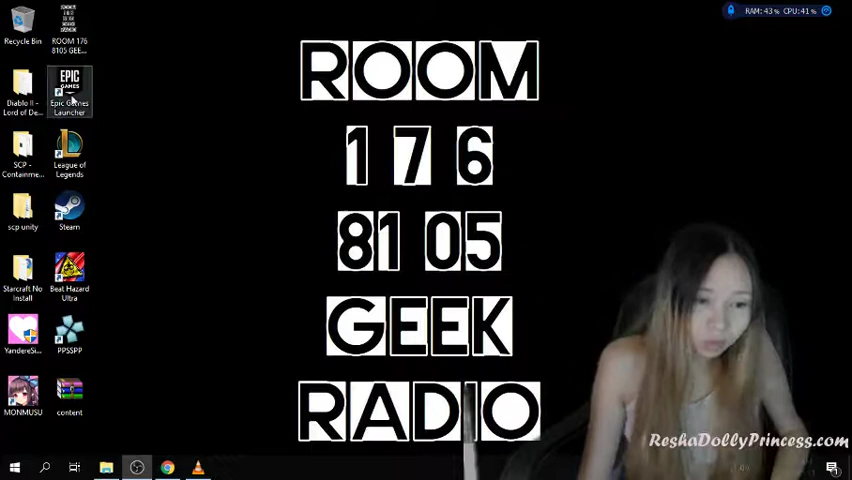 RAM: 43% CPU: 41%
Recycle Bin
ROOM 176
8105 GEE...
ROOM
EPIC
GAMES
Diablo II -
Lord of De...
Epic Games
Launcher
1 7 6
SCP -
Containme...
League of
Legends
81 05
scp unity
Steam
Starcraft No
Install
Beat Hazard
Ultra
GEEK
YandereSi...
PPSSPP
MONMUSU
content
RADIO
ReshaDollyPrincess.com